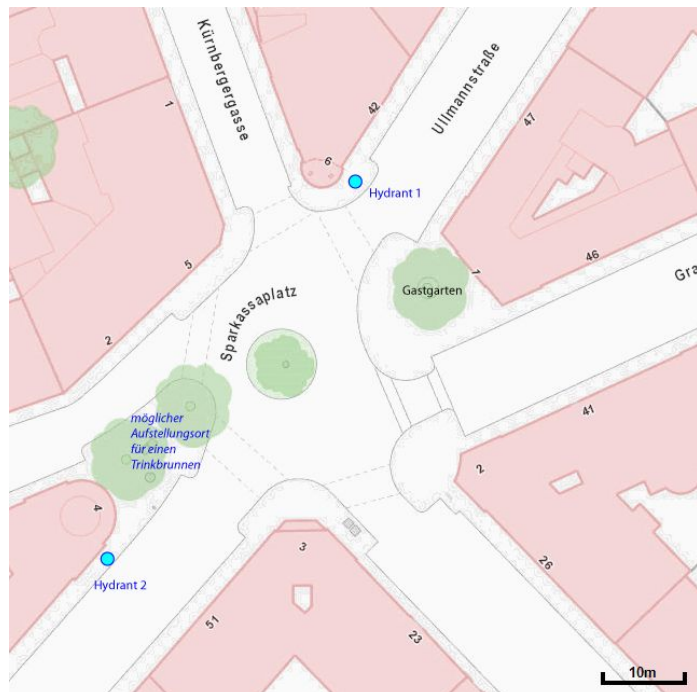 Kürnbergergasse
Ullmannstraße
1
42
47
6
Hydrant 1
5
1
46
Gra
Gastgarten
Sparkassaplatz
2
41
möglicher
Aufstellungsort
für einen
Trinkbrunnen
2
4
3
26
Hydrant 2
51
23
10m